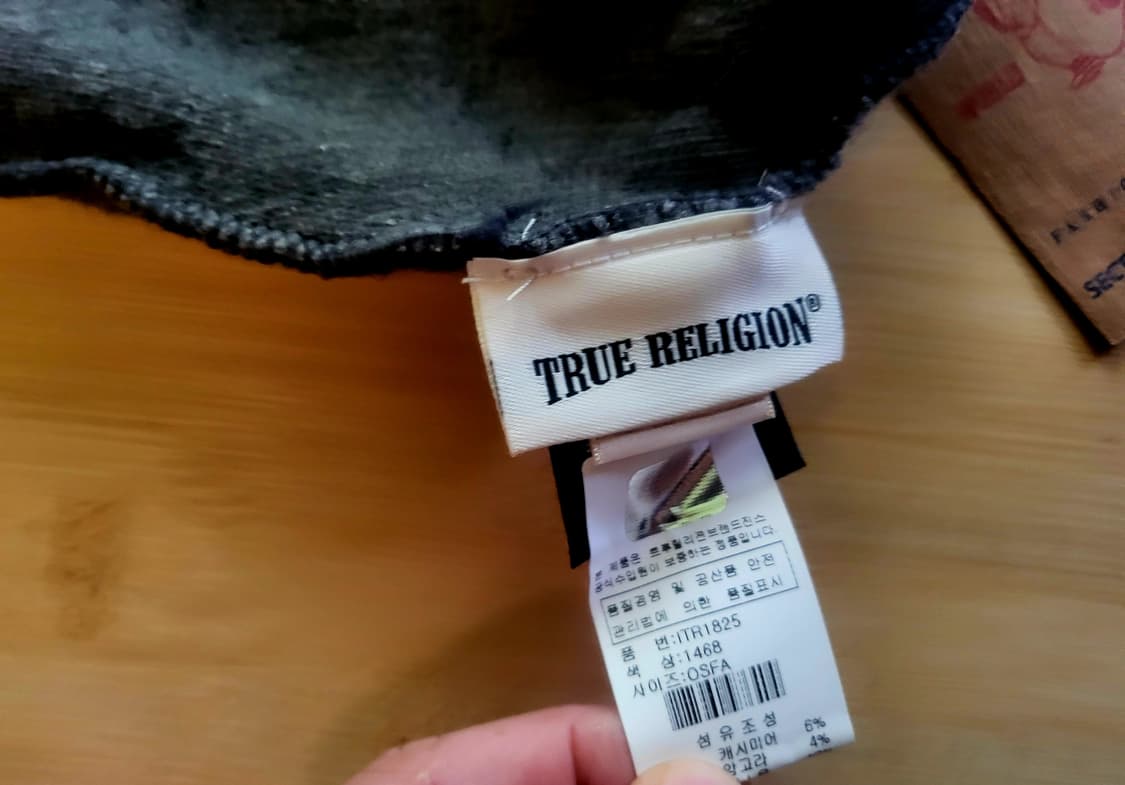 TRUE RELIGION®
본 제품은 트루릴리젼브랜드진스
공식수입원이 보증하는 정품입니다.
품질경영 및 공산품 안전
관리법에 의한 품질표시
품 번:ITR1825
색 상:1468
사이즈:OSFA
섬유조성
캐시미어 6%
앙고라 4%